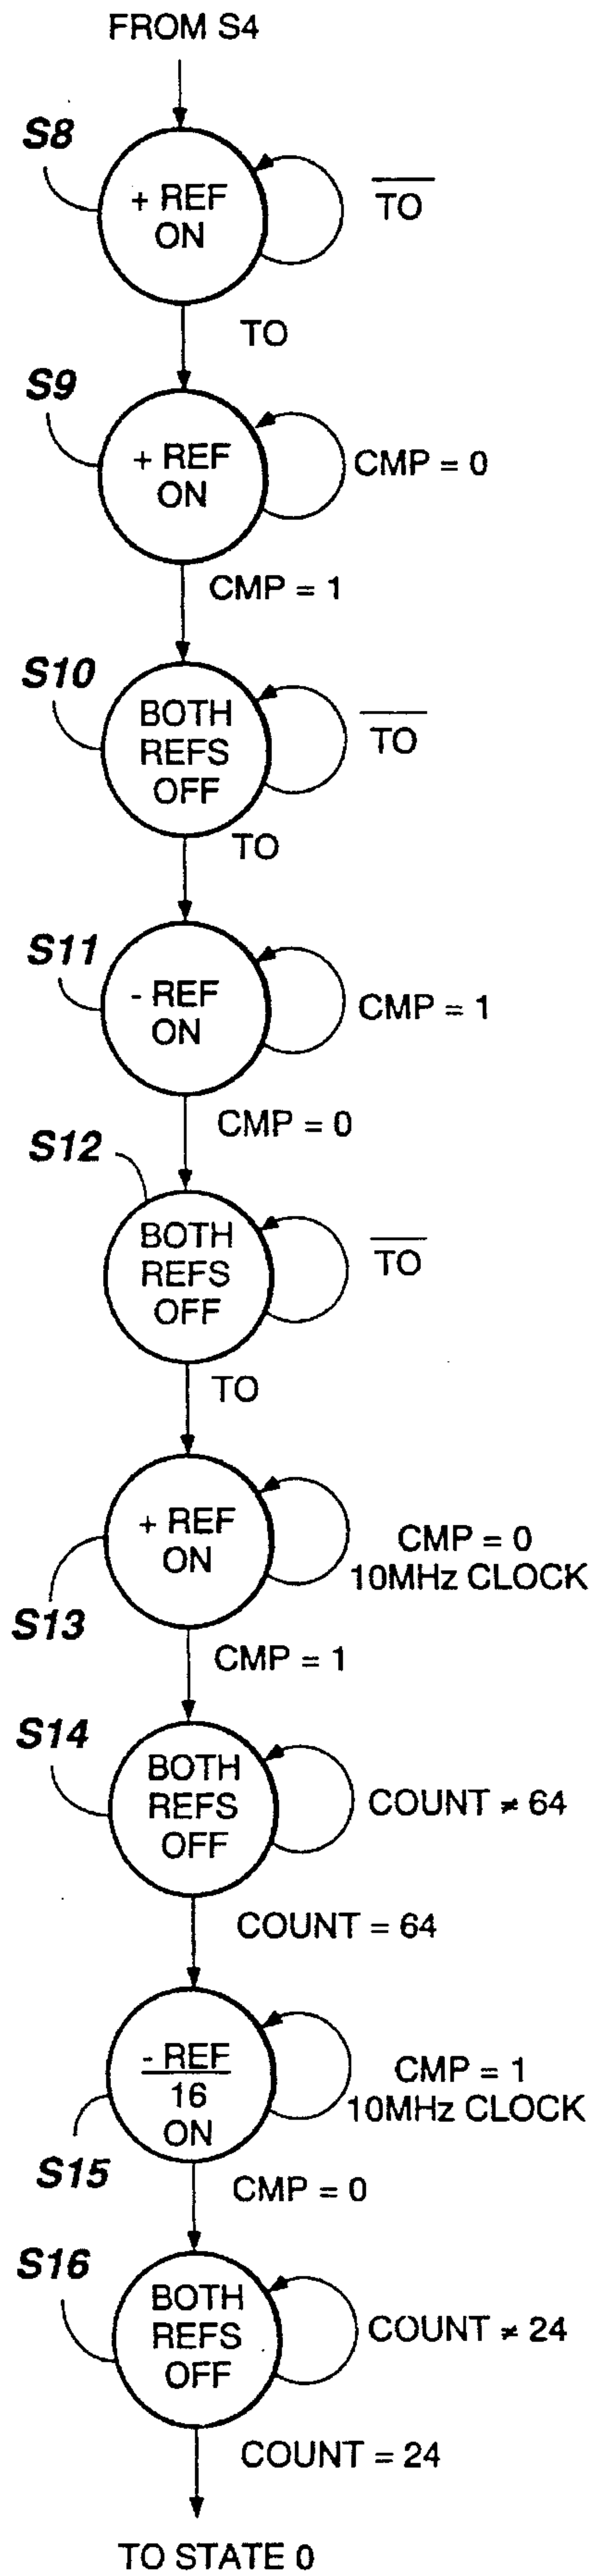 FROM S4
S8
+ REF
ON
TO
TO
S9
+ REF
ON
CMP = 0
CMP = 1
S10
BOTH
REFS
OFF
TO
TO
S11
- REF
ON
CMP = 1
CMP = 0
S12
BOTH
REFS
OFF
TO
TO
S13
+ REF
ON
CMP = 0
10MHz CLOCK
CMP = 1
S14
BOTH
REFS
OFF
COUNT ≠ 64
COUNT = 64
- REF
16
ON
S15
CMP = 1
10MHz CLOCK
CMP = 0
S16
BOTH
REFS
OFF
COUNT ≠ 24
COUNT = 24
TO STATE 0